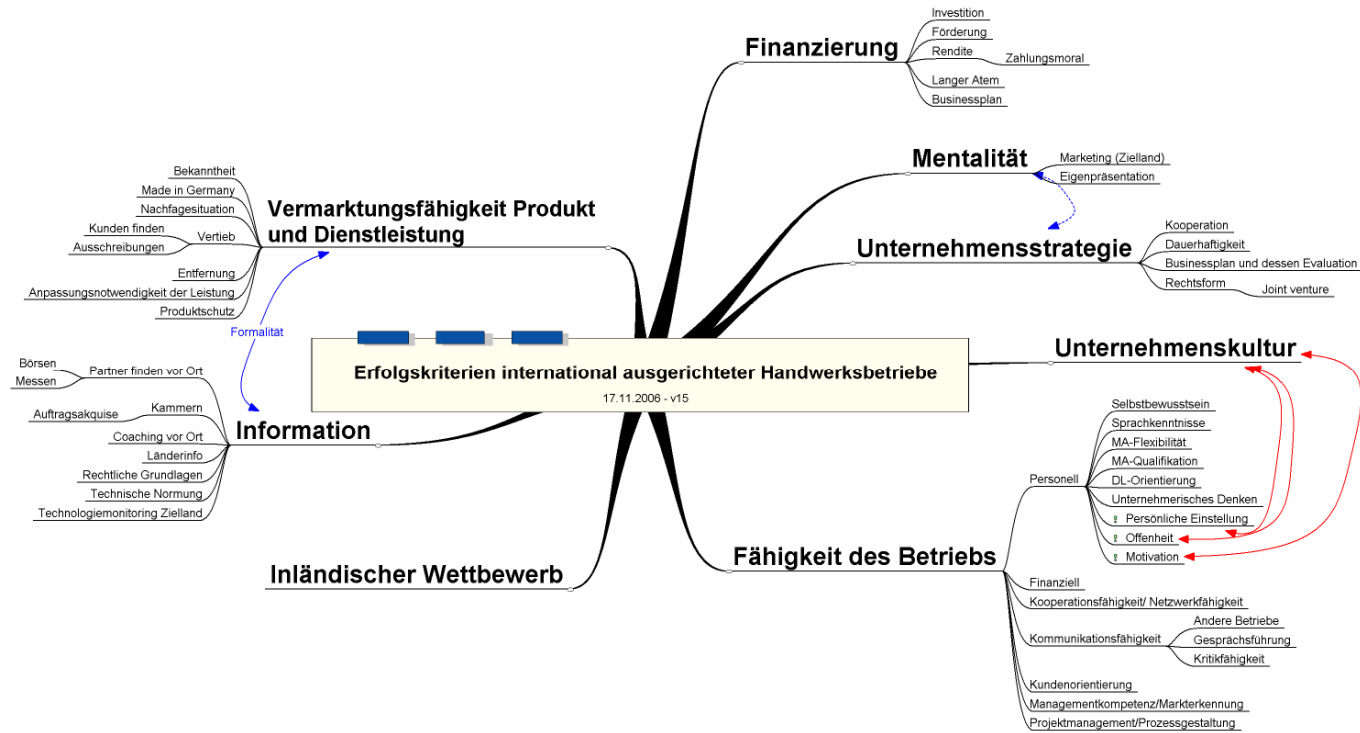 Finanzierung
Investition
Förderung
Rendite
Zahlungsmoral
Langer Atem
Businessplan
Mentalität
Marketing (Zielland)
Eigenpräsentation
Unternehmensstrategie
Kooperation
Dauerhaftigkeit
Businessplan und dessen Evaluation
Rechtsform
Joint venture
Unternehmenskultur
Fähigkeit des Betriebs
Personell
Selbstbewusstsein
Sprachkenntnisse
MA-Flexibilität
MA-Qualifikation
DL-Orientierung
Unternehmerisches Denken
Persönliche Einstellung
Offenheit
Motivation
Finanziell
Kooperationsfähigkeit/ Netzwerkfähigkeit
Kommunikationsfähigkeit
Andere Betriebe
Gesprächsführung
Kritikfähigkeit
Kundenorientierung
Managementkompetenz/Markterkennung
Projektmanagement/Prozessgestaltung
Vermarktungsfähigkeit Produkt
und Dienstleistung
Bekanntheit
Made in Germany
Nachfagesituation
Vertieb
Kunden finden
Ausschreibungen
Entfernung
Anpassungsnotwendigkeit der Leistung
Produktschutz
Formalität
Erfolgskriterien international ausgerichteter Handwerksbetriebe
17.11.2006 - v15
Information
Partner finden vor Ort
Börsen
Messen
Kammern
Auftragsakquise
Coaching vor Ort
Länderinfo
Rechtliche Grundlagen
Technische Normung
Technologiemonitoring Zielland
Inländischer Wettbewerb